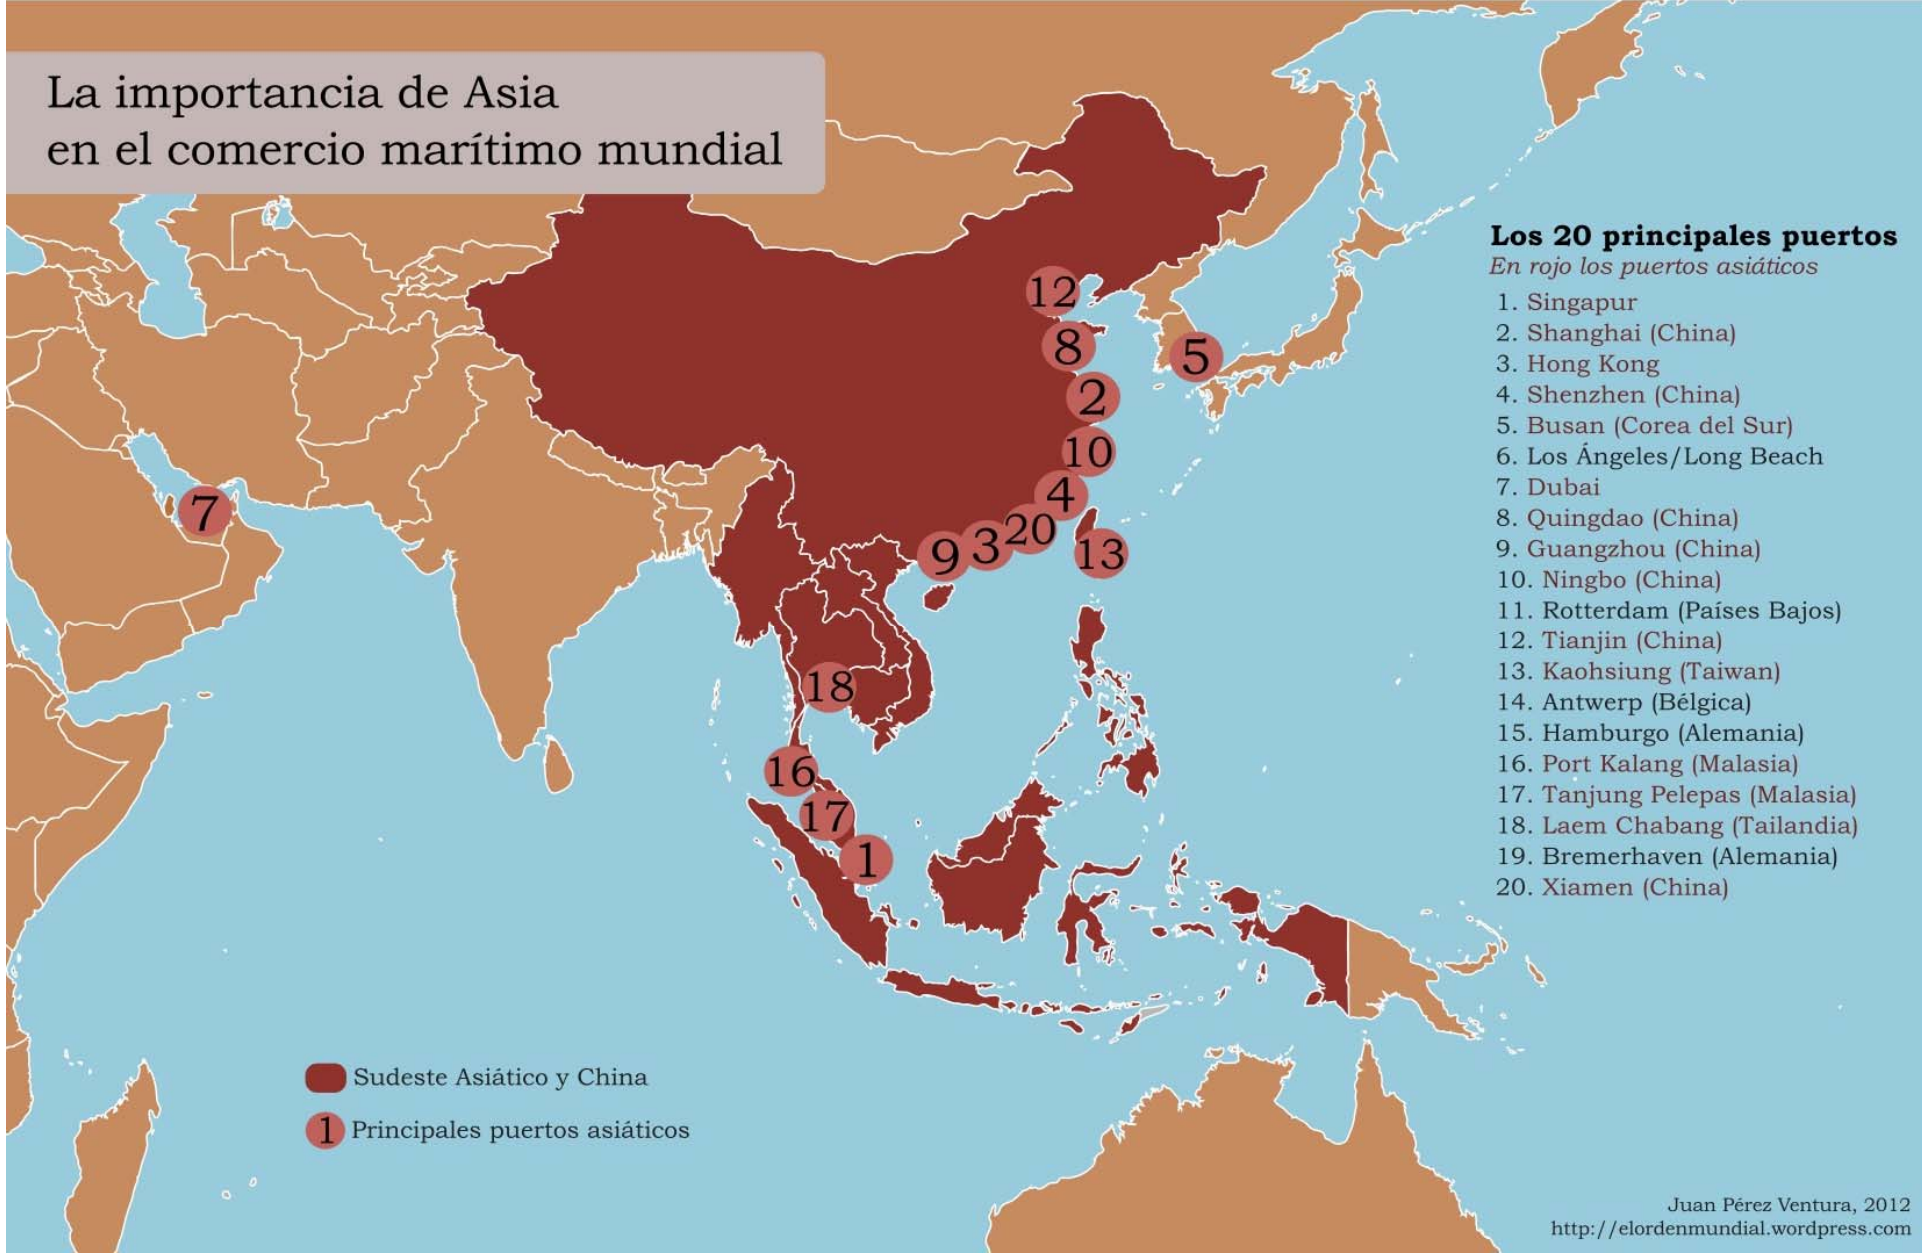 La importancia de Asia
en el comercio marítimo mundial
Los 20 principales puertos
En rojo los puertos asiáticos
1. Singapur
2. Shanghai (China)
3. Hong Kong
4. Shenzhen (China)
5. Busan (Corea del Sur)
6. Los Ángeles/Long Beach
7. Dubai
8. Quingdao (China)
9. Guangzhou (China)
10. Ningbo (China)
11. Rotterdam (Países Bajos)
12. Tianjin (China)
13. Kaohsiung (Taiwan)
14. Antwerp (Bélgica)
15. Hamburgo (Alemania)
16. Port Kalang (Malasia)
17. Tanjung Pelepas (Malasia)
18. Laem Chabang (Tailandia)
19. Bremerhaven (Alemania)
20. Xiamen (China)
12
8
5
2
10
4
7
20
3
9
13
18
16
17
1
Sudeste Asiático y China
1 Principales puertos asiáticos
Juan Pérez Ventura, 2012
http://elordenmundial.wordpress.com